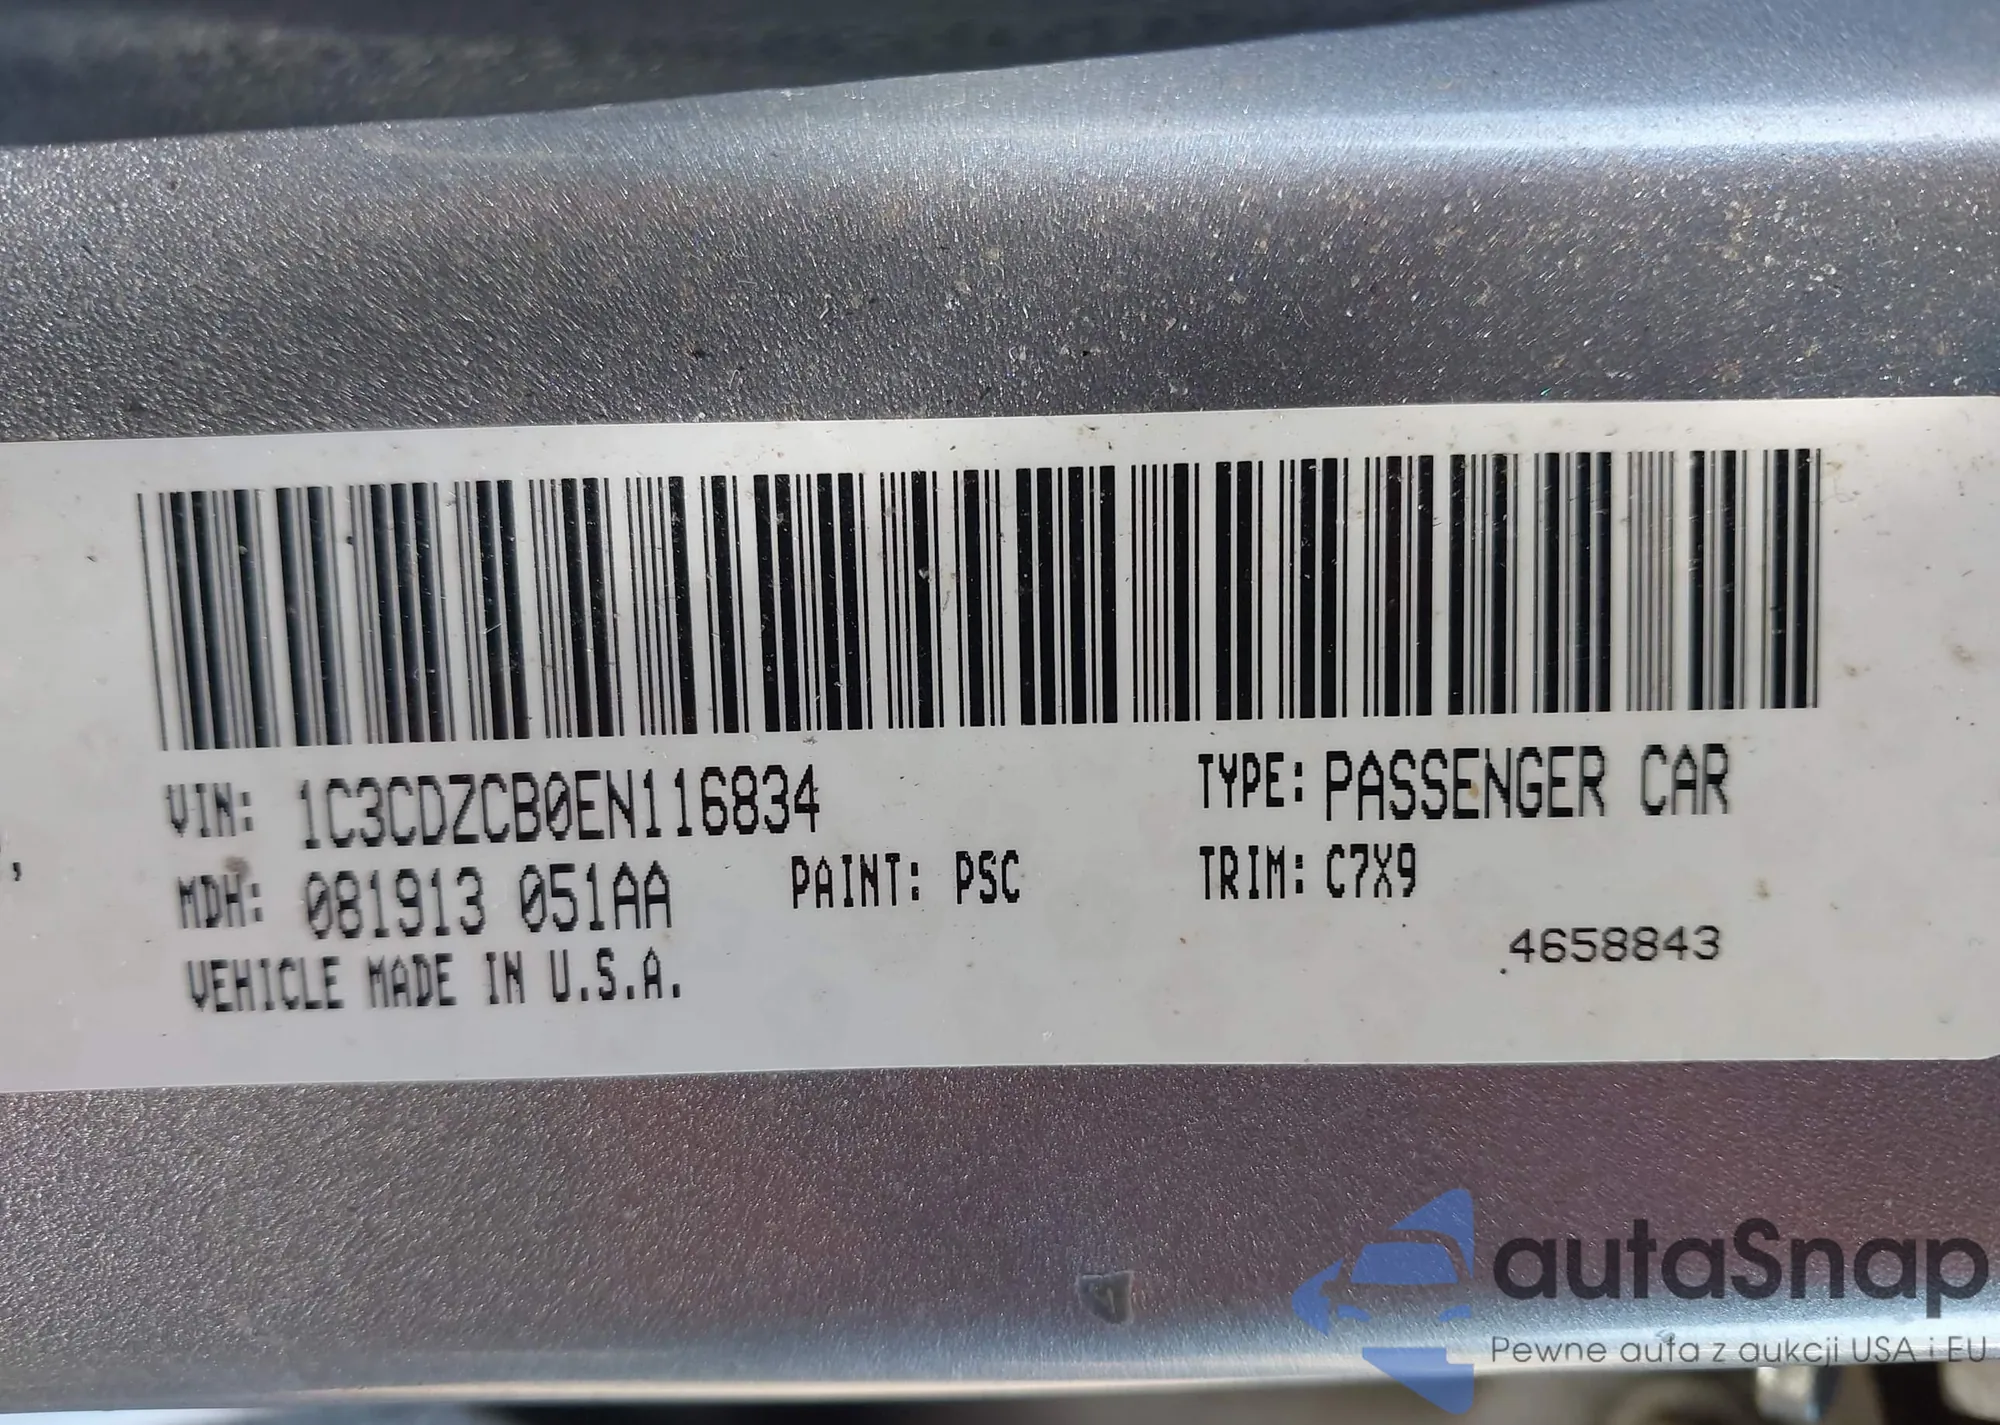 VIN: 1C3CDZCB0EN116834 TYPE: PASSENGER CAR
MDH: 081913 051AA PAINT: PSC TRIM: C7X9
VEHICLE MADE IN U.S.A. 4658843
autaSnap
Pewne auta z aukcji USA i EU